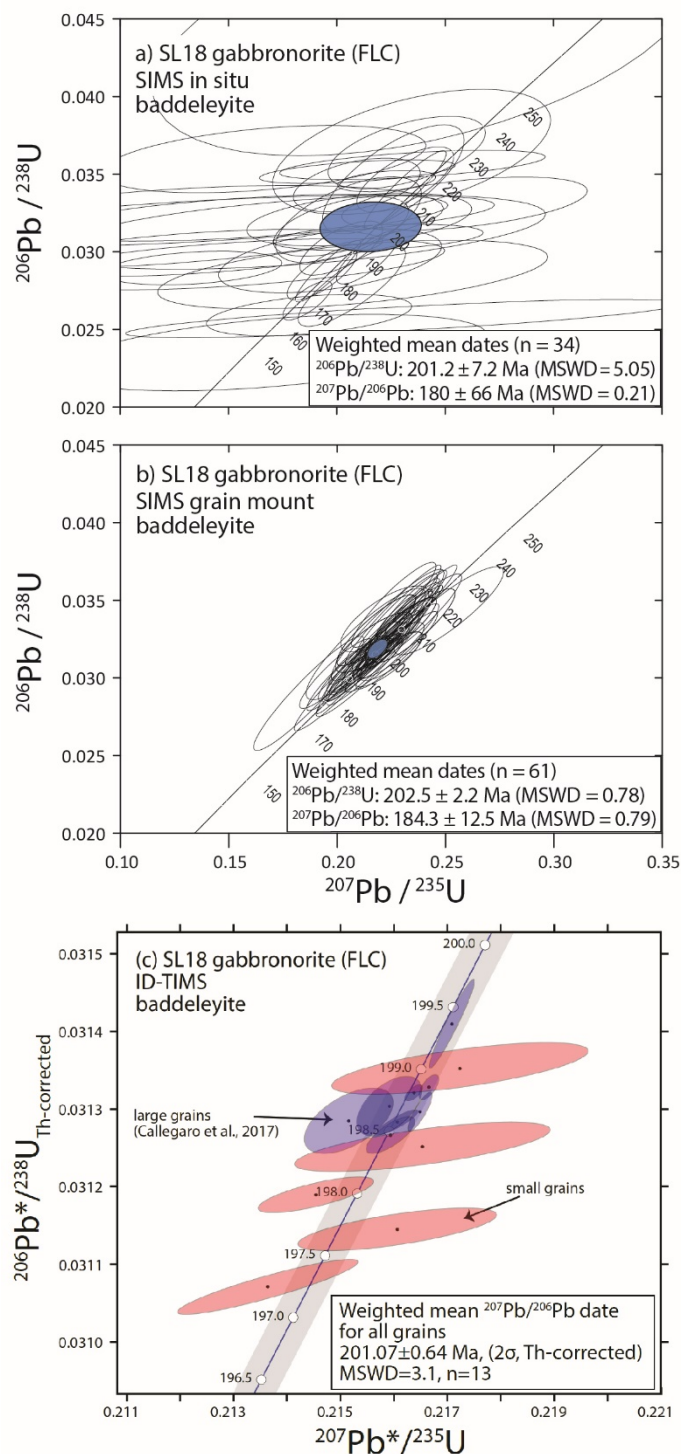 0.045
0.040
0.035
0.030
0.025
0.020
²⁰⁶Pb / ²³⁸U
a) SL18 gabbronorite (FLC)
SIMS in situ
baddeleyite
250
240
230
220
210
200
190
180
170
160
150
Weighted mean dates (n = 34)
²⁰⁶Pb/²³⁸U: 201.2 ± 7.2 Ma (MSWD = 5.05)
²⁰⁷Pb/²⁰⁶Pb: 180 ± 66 Ma (MSWD = 0.21)
0.045
0.040
0.035
0.030
0.025
0.020
²⁰⁶Pb / ²³⁸U
b) SL18 gabbronorite (FLC)
SIMS grain mount
baddeleyite
250
240
230
220
210
200
190
180
170
150
Weighted mean dates (n = 61)
²⁰⁶Pb/²³⁸U: 202.5 ± 2.2 Ma (MSWD = 0.78)
²⁰⁷Pb/²⁰⁶Pb: 184.3 ± 12.5 Ma (MSWD = 0.79)
0.10 0.15 0.20 0.25 0.30 0.35
²⁰⁷Pb / ²³⁵U
0.0315
0.0314
0.0313
0.0312
0.0311
0.0310
²⁰⁶Pb*/²³⁸U Th-corrected
(c) SL18 gabbronorite (FLC)
ID-TIMS
baddeleyite
200.0
199.5
199.0
198.5
198.0
197.5
197.0
196.5
large grains
(Callegaro et al., 2017)
small grains
Weighted mean ²⁰⁷Pb/²⁰⁶Pb date
for all grains
201.07±0.64 Ma, (2σ, Th-corrected)
MSWD=3.1, n=13
0.211 0.213 0.215 0.217 0.219 0.221
²⁰⁷Pb*/²³⁵U